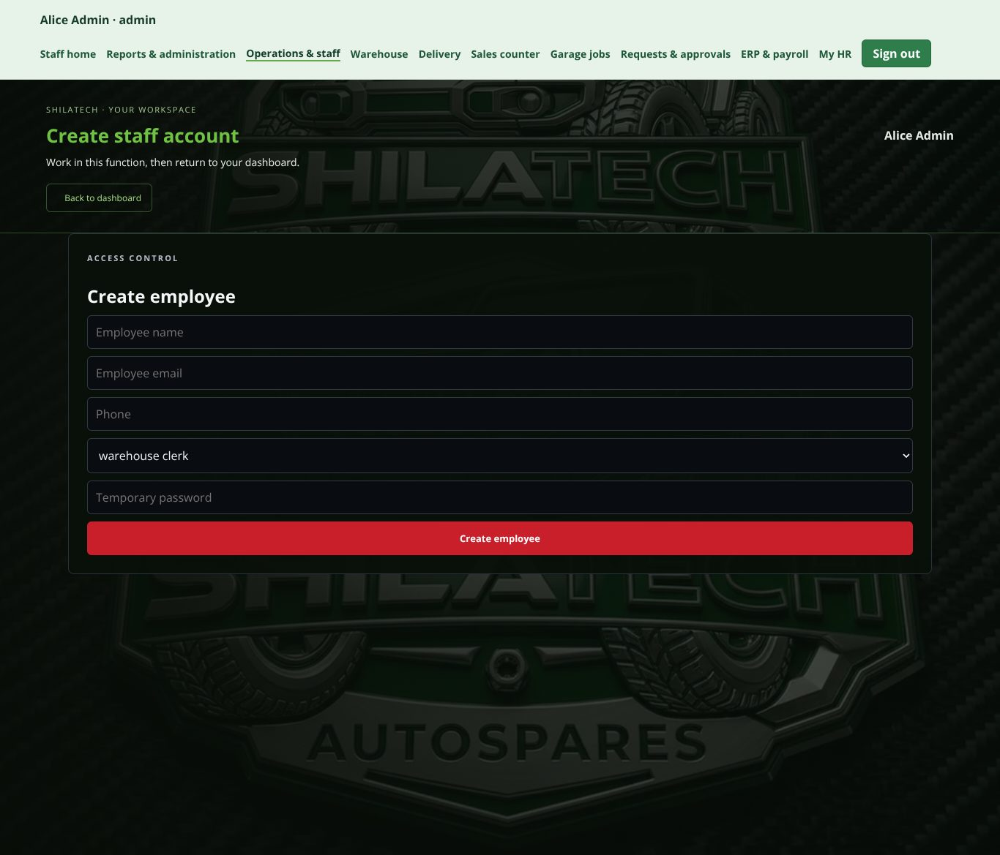 Alice Admin · admin
Staff home Reports & administration Operations & staff Warehouse Delivery Sales counter Garage jobs Requests & approvals ERP & payroll My HR Sign out
SHILATECH · YOUR WORKSPACE
Create staff account
Alice Admin
Work in this function, then return to your dashboard.
SHILATECH
Back to dashboard
ACCESS CONTROL
Create employee
Employee name
Employee email
Phone
warehouse clerk
Temporary password
Create employee
SHILATECH
AUTOSPARES